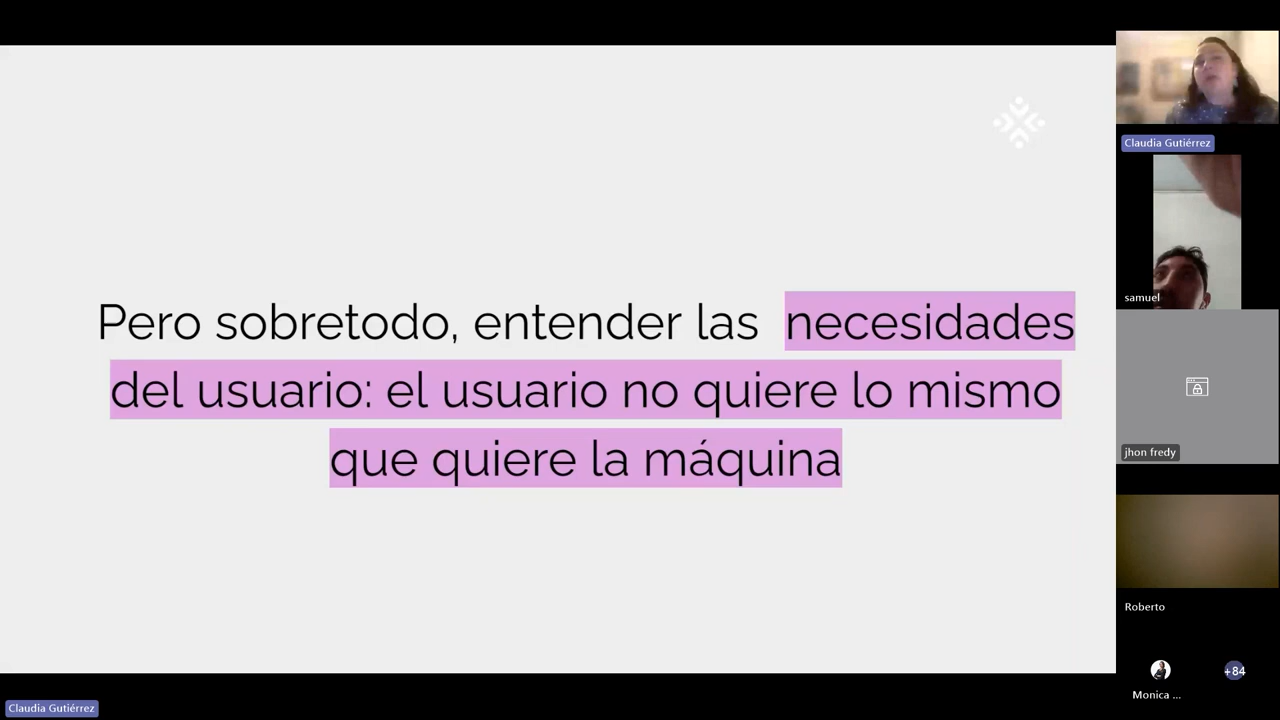 Pero sobretodo, entender las necesidades
del usuario: el usuario no quiere lo mismo
que quiere la máquina
Claudia Gutiérrez
samuel
jhon fredy
Roberto
Monica ...
+84
Claudia Gutiérrez